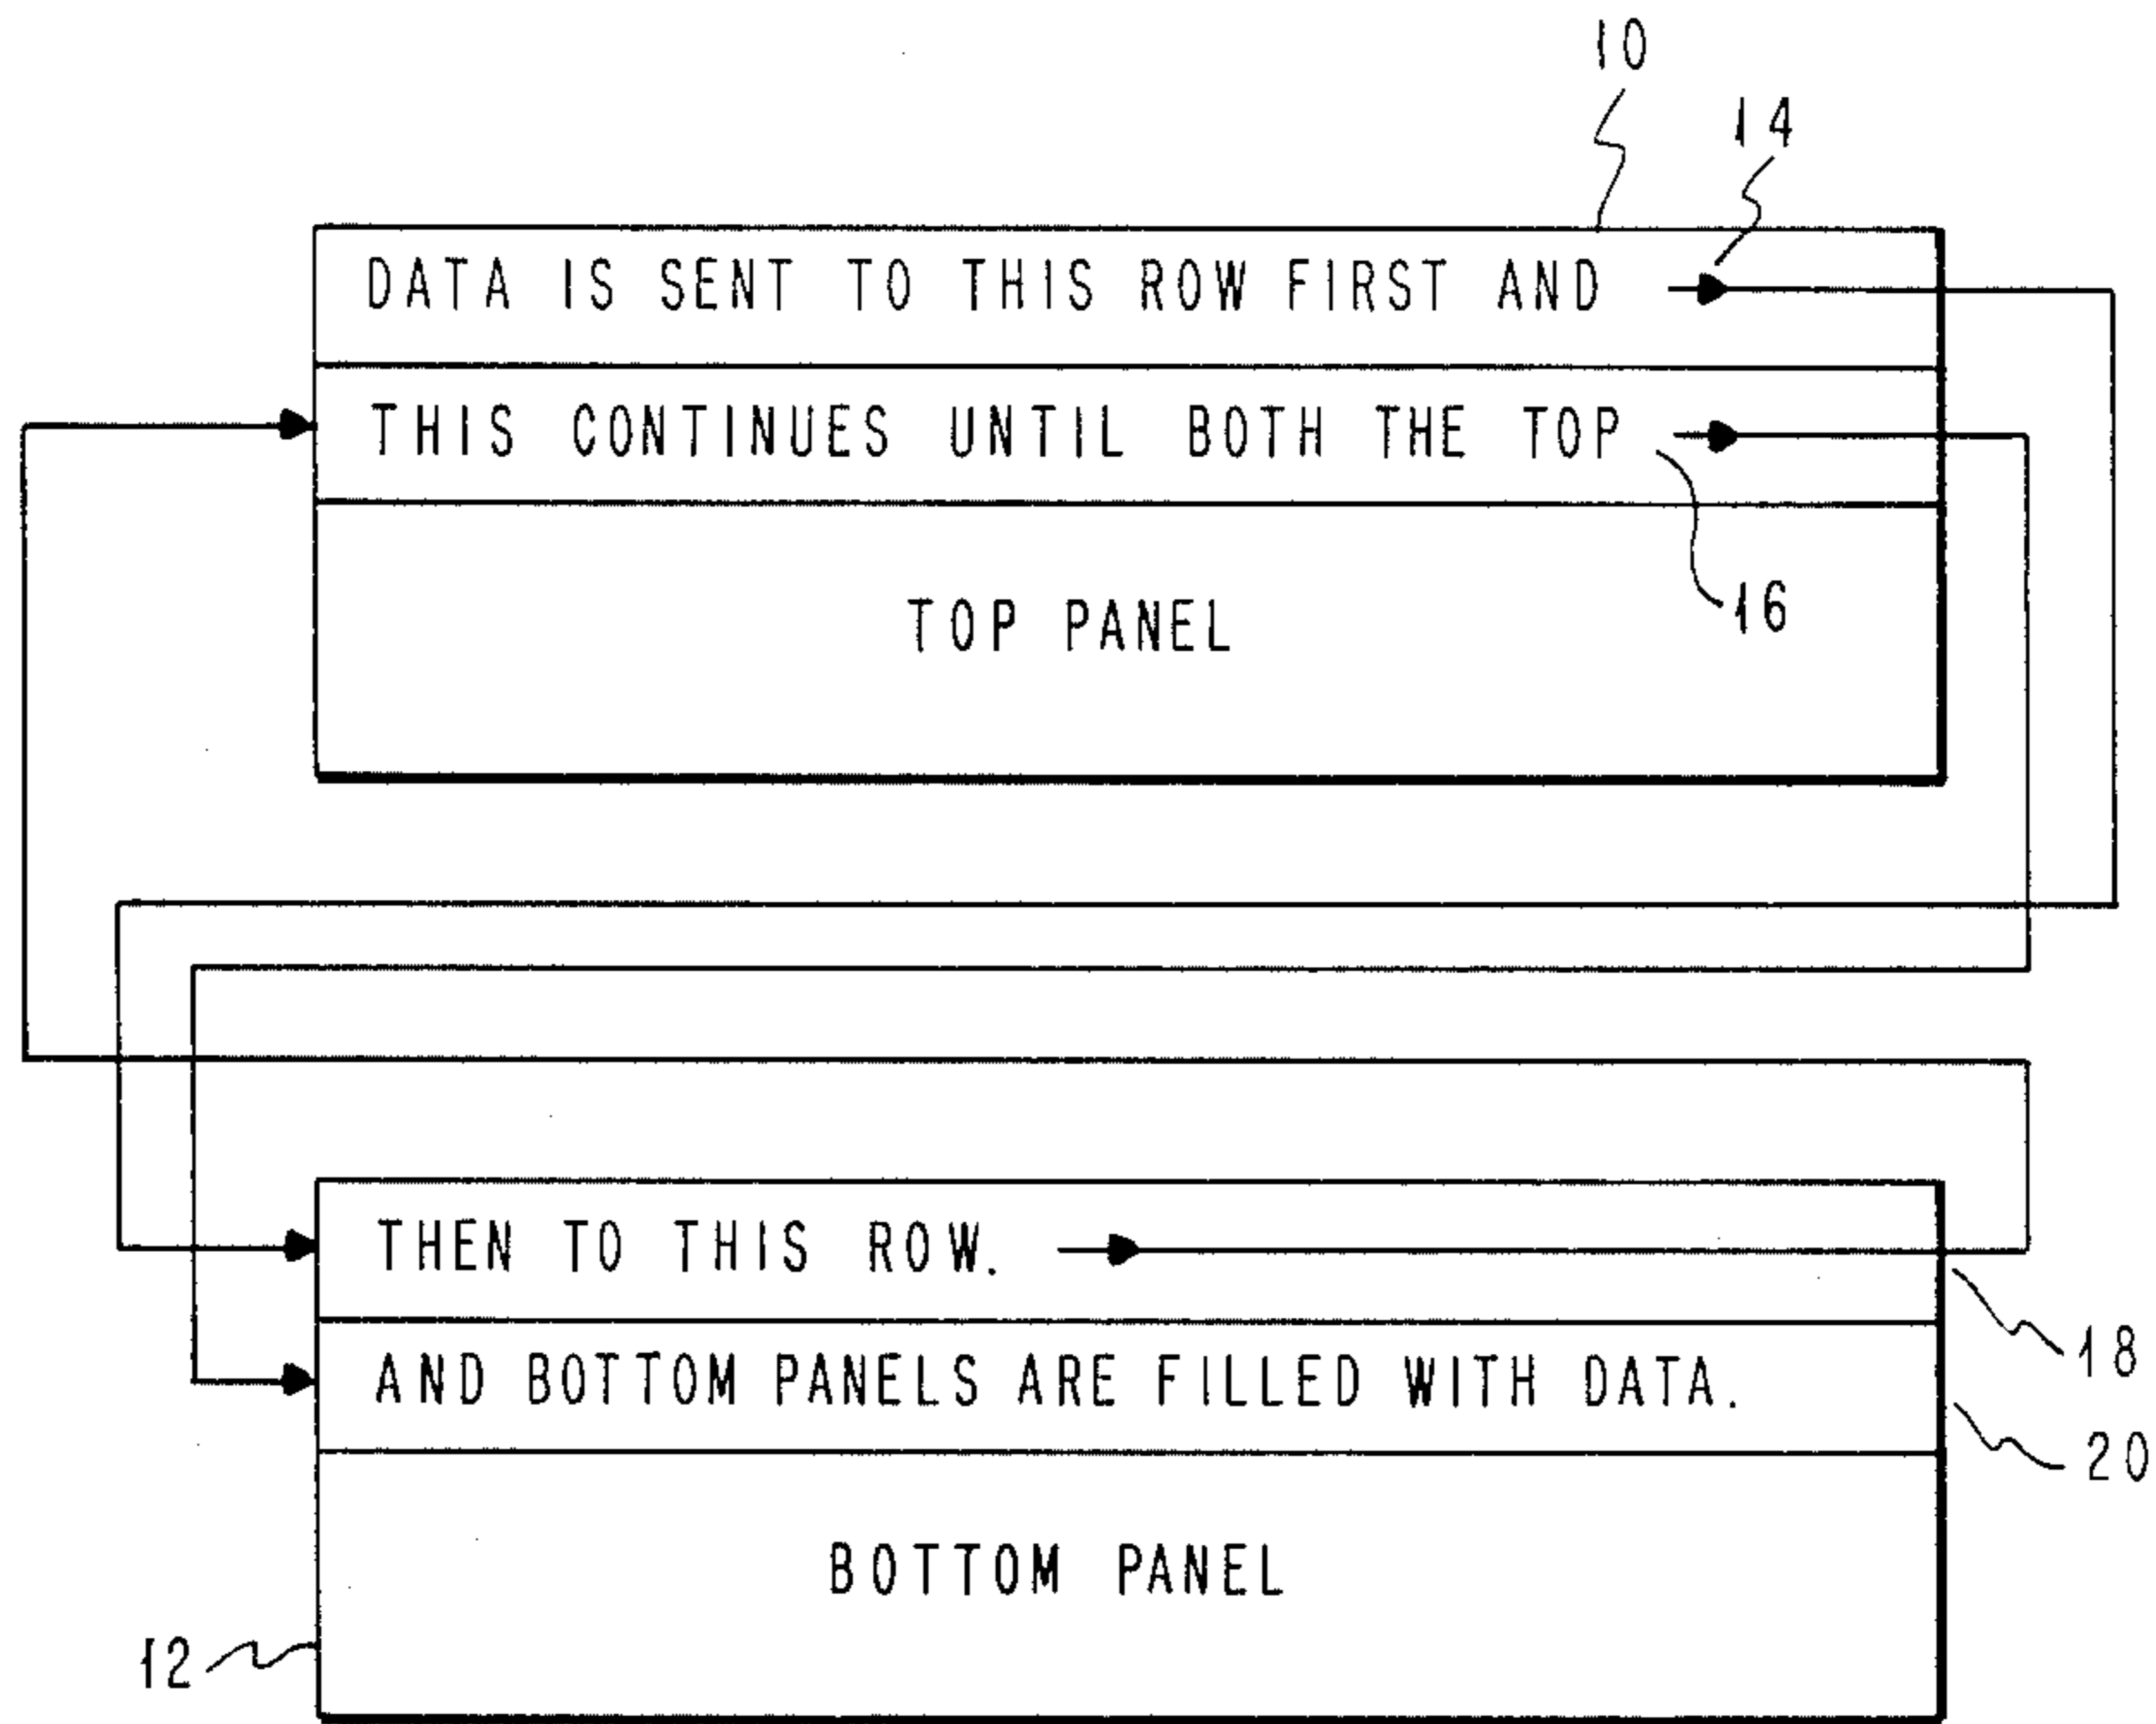 10
14
DATA IS SENT TO THIS ROW FIRST AND
THIS CONTINUES UNTIL BOTH THE TOP
16
TOP PANEL
THEN TO THIS ROW.
18
AND BOTTOM PANELS ARE FILLED WITH DATA.
20
BOTTOM PANEL
12